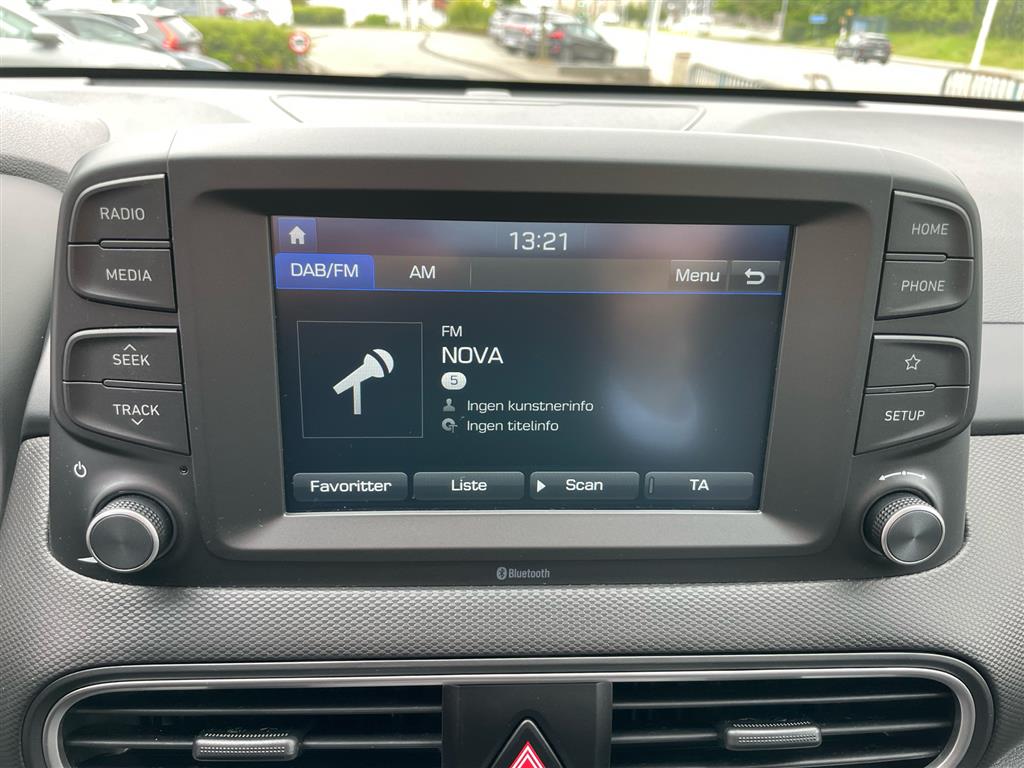 RADIO
MEDIA
SEEK
TRACK
13:21
DAB/FM
AM
Menu
FM
NOVA
5
Ingen kunstnerinfo
Ingen titelinfo
Favoritter
Liste
Scan
TA
HOME
PHONE
SETUP
Bluetooth